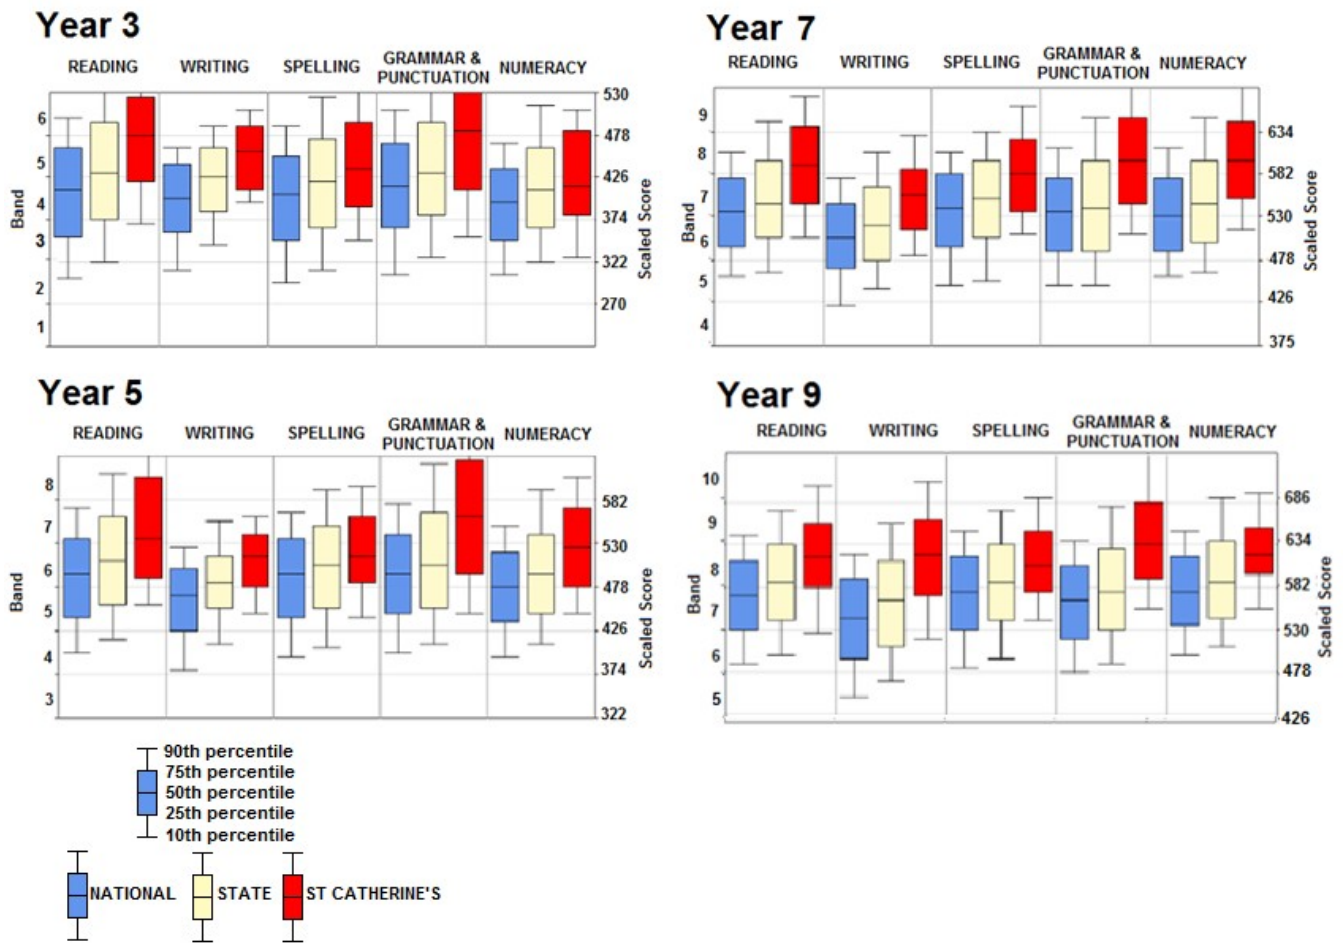 Year 3
READING
WRITING
SPELLING
GRAMMAR &
PUNCTUATION
NUMERACY
Band
6
5
4
3
2
1
530
478
426
374
322
270
Scaled Score
Year 7
READING
WRITING
SPELLING
GRAMMAR &
PUNCTUATION
NUMERACY
Band
9
8
7
6
5
4
634
582
530
478
426
375
Scaled Score
Year 5
READING
WRITING
SPELLING
GRAMMAR &
PUNCTUATION
NUMERACY
Band
8
7
6
5
4
3
582
530
478
426
374
322
Scaled Score
Year 9
READING
WRITING
SPELLING
GRAMMAR &
PUNCTUATION
NUMERACY
Band
10
9
8
7
6
5
686
634
582
530
478
426
Scaled Score
90th percentile
75th percentile
50th percentile
25th percentile
10th percentile
NATIONAL
STATE
ST CATHERINE'S